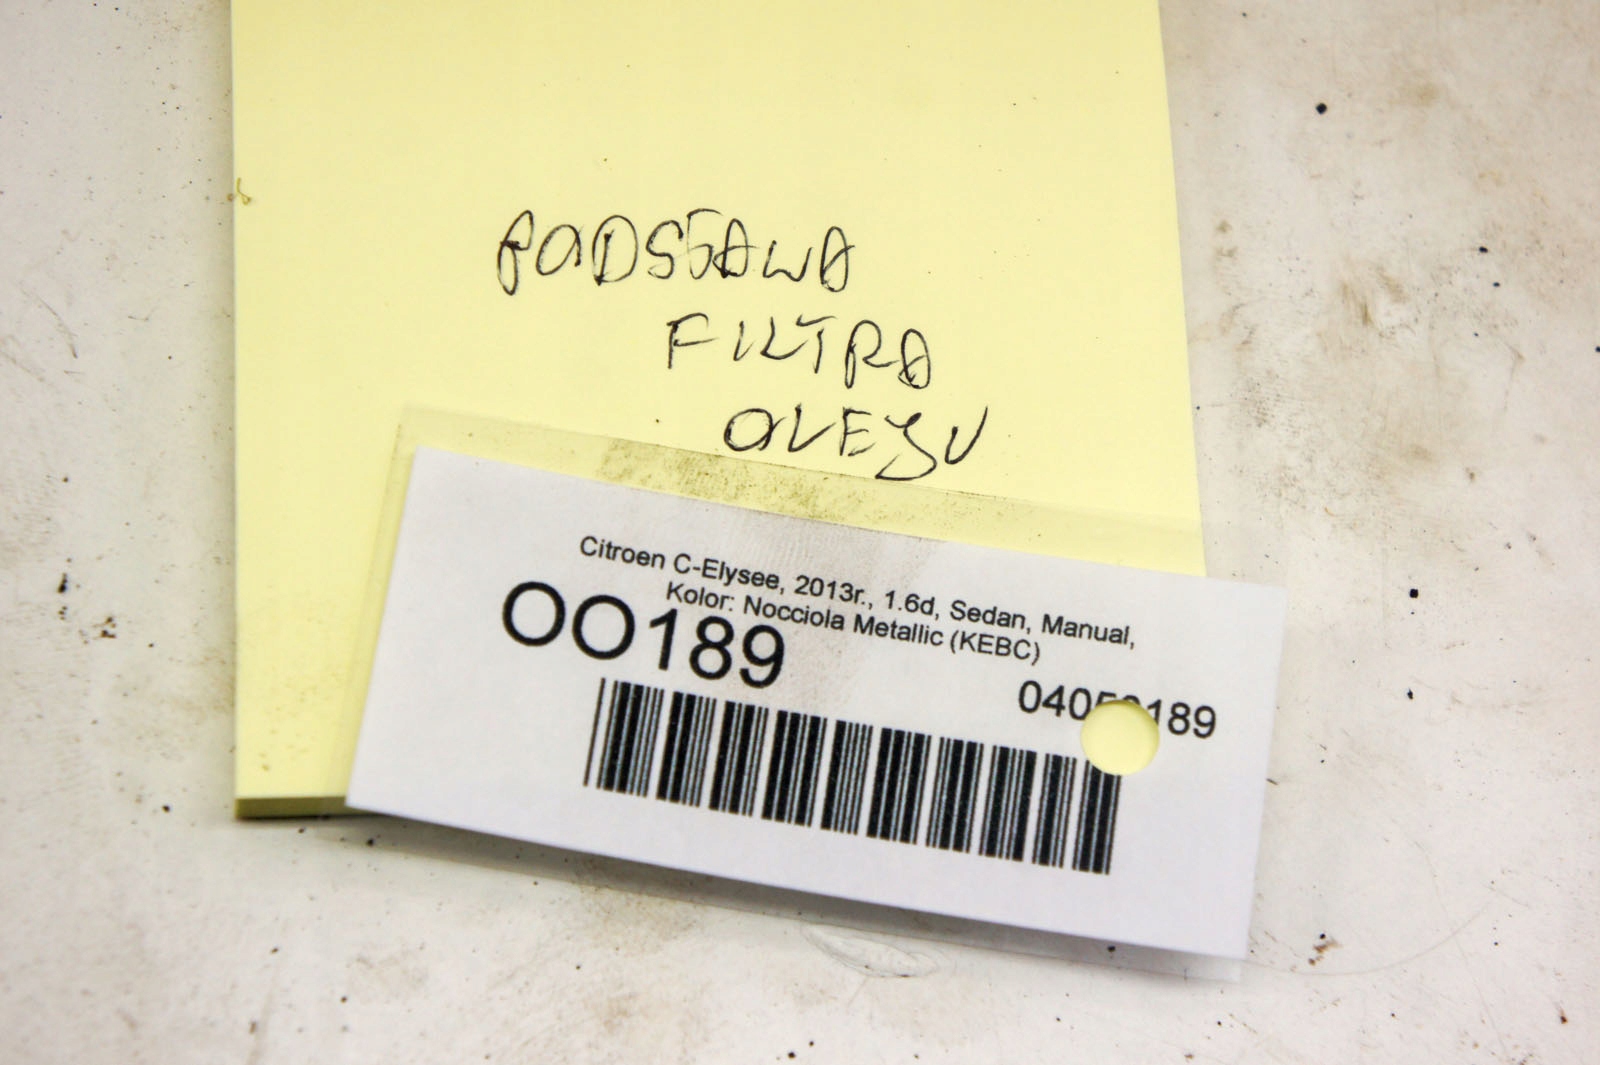 PODSTAWA
FILTRA
OLEJU
Citroen C-Elysee, 2013r., 1.6d, Sedan, Manual,
Kolor: Nocciola Metallic (KEBC)
OO189